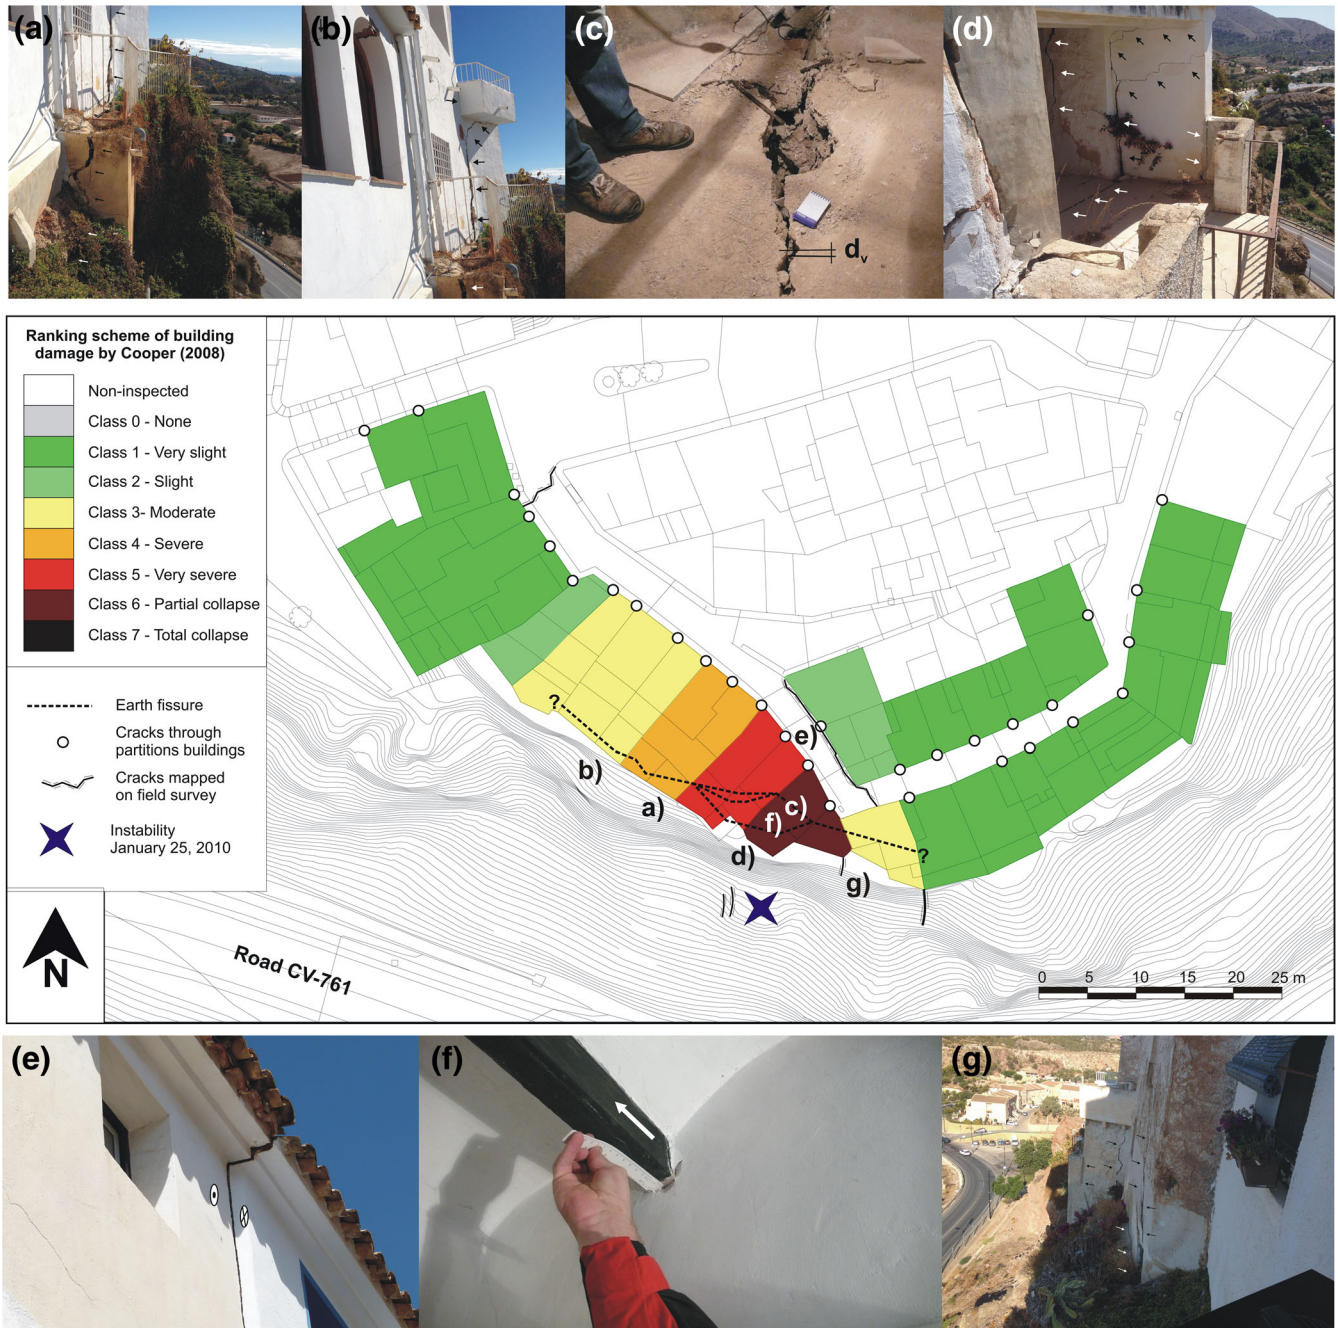 (a)
(b)
(c)
(d)
dv
Ranking scheme of building
damage by Cooper (2008)
Non-inspected
Class 0 - None
Class 1 - Very slight
Class 2 - Slight
Class 3- Moderate
Class 4 - Severe
Class 5 - Very severe
Class 6 - Partial collapse
Class 7 - Total collapse
Earth fissure
Cracks through
partitions buildings
Cracks mapped
on field survey
Instability
January 25, 2010
N
?
e)
b)
a)
c)
f)
d)
g)
?
Road CV-761
0 5 10 15 20 25 m
(e)
(f)
(g)